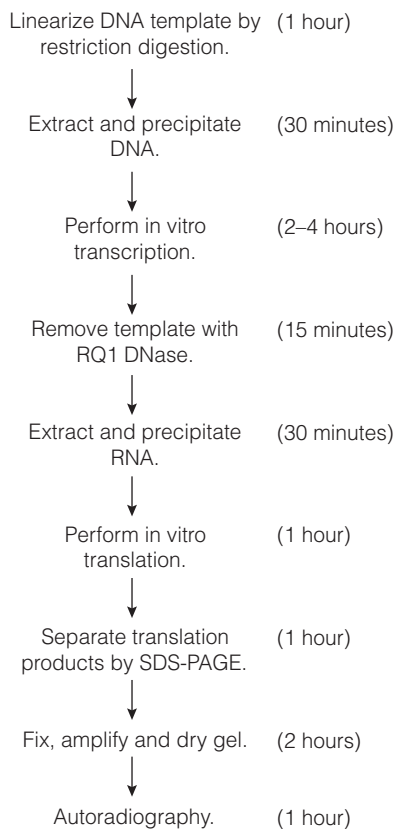 Linearize DNA template by (1 hour)
restriction digestion.
Extract and precipitate (30 minutes)
DNA.
Perform in vitro (2–4 hours)
transcription.
Remove template with (15 minutes)
RQ1 DNase.
Extract and precipitate (30 minutes)
RNA.
Perform in vitro (1 hour)
translation.
Separate translation (1 hour)
products by SDS-PAGE.
Fix, amplify and dry gel. (2 hours)
Autoradiography. (1 hour)